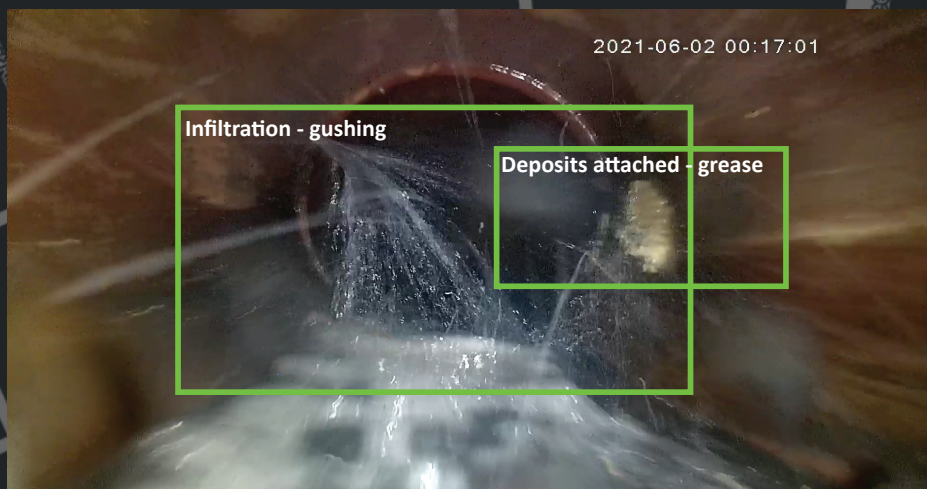 2021-06-02 00:17:01
Infiltration - gushing
Deposits attached - grease